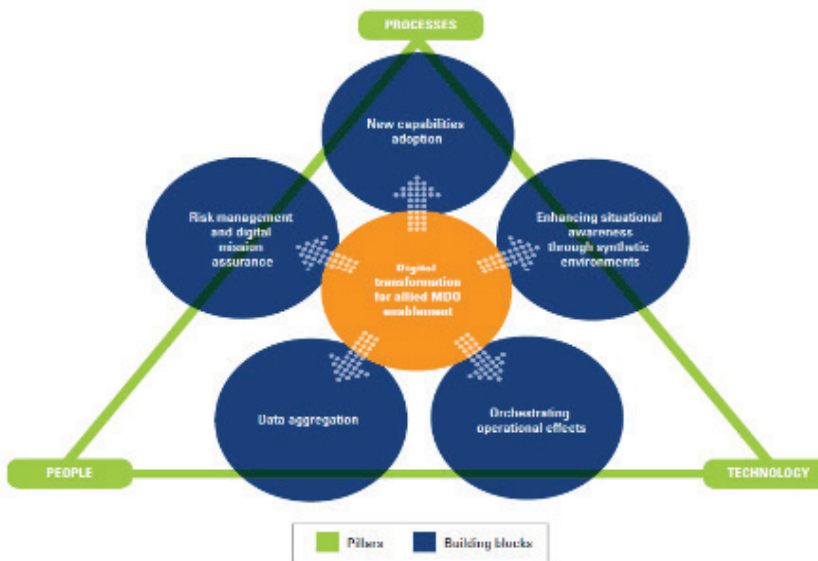 PROCESSES
New capabilities
adoption
Risk management
and digital
mission
assurance
Enhancing situational
awareness
through synthetic
environments
Digital
transformation
for allied MDO
enablement
Data aggregation
Orchestrating
operational effects
PEOPLE
TECHNOLOGY
Pillars
Building blocks